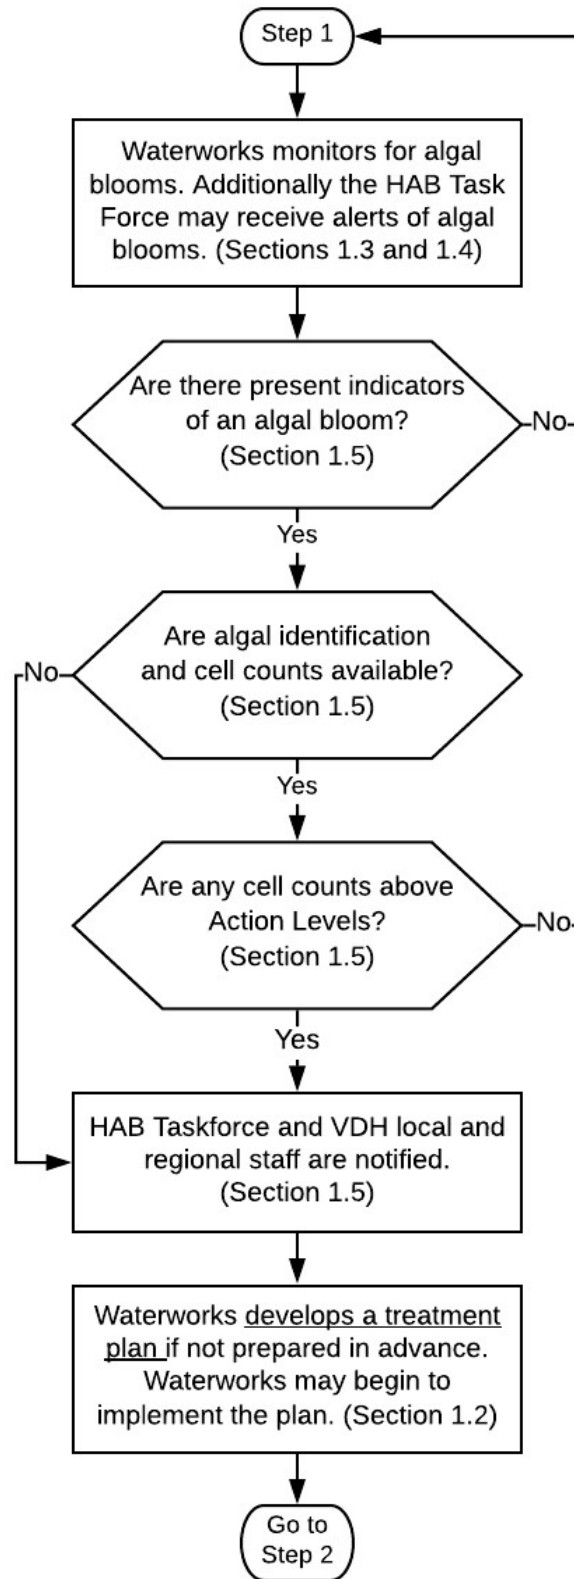 Step 1
Waterworks monitors for algal
blooms. Additionally the HAB Task
Force may receive alerts of algal
blooms. (Sections 1.3 and 1.4)
Are there present indicators
of an algal bloom?
(Section 1.5)
No
Yes
Are algal identification
and cell counts available?
(Section 1.5)
No
Yes
Are any cell counts above
Action Levels?
(Section 1.5)
No
Yes
HAB Taskforce and VDH local and
regional staff are notified.
(Section 1.5)
Waterworks develops a treatment
plan if not prepared in advance.
Waterworks may begin to
implement the plan. (Section 1.2)
Go to
Step 2